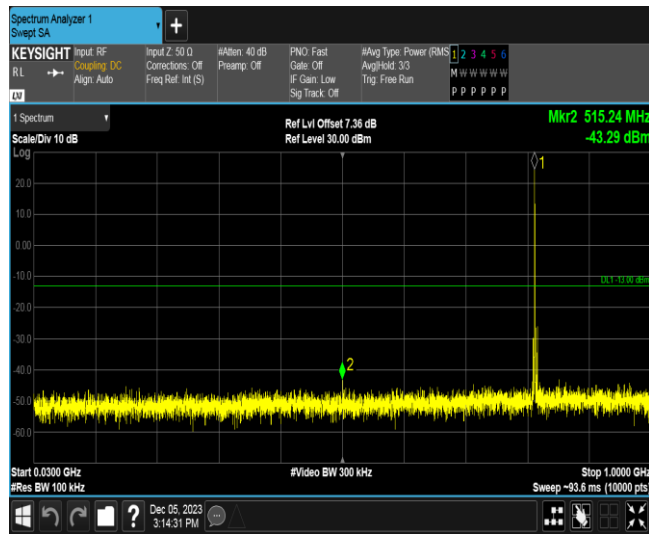 Spectrum Analyzer 1
Swept SA
+
KEYSIGHT
RL
LXI
Input: RF
Coupling: DC
Align: Auto
Input Z: 50 Ω
Corrections: Off
Freq Ref: Int (S)
#Atten: 40 dB
Preamp: Off
PNO: Fast
Gate: Off
IF Gain: Low
Sig Track: Off
#Avg Type: Power (RMS
Avg|Hold: 3/3
Trig: Free Run
1 2 3 4 5 6
M W W W W W
P P P P P P
1 Spectrum
Scale/Div 10 dB
Ref Lvl Offset 7.36 dB
Ref Level 30.00 dBm
Mkr2 515.24 MHz
-43.29 dBm
Log
1
20.0
10.0
0.00
-10.0
DL1 -13.00 dBm
-20.0
-30.0
-40.0
2
-50.0
-60.0
Start 0.0300 GHz
#Video BW 300 kHz
Stop 1.0000 GHz
#Res BW 100 kHz
Sweep ~93.6 ms (10000 pts
?
Dec 05, 2023
3:14:31 PM